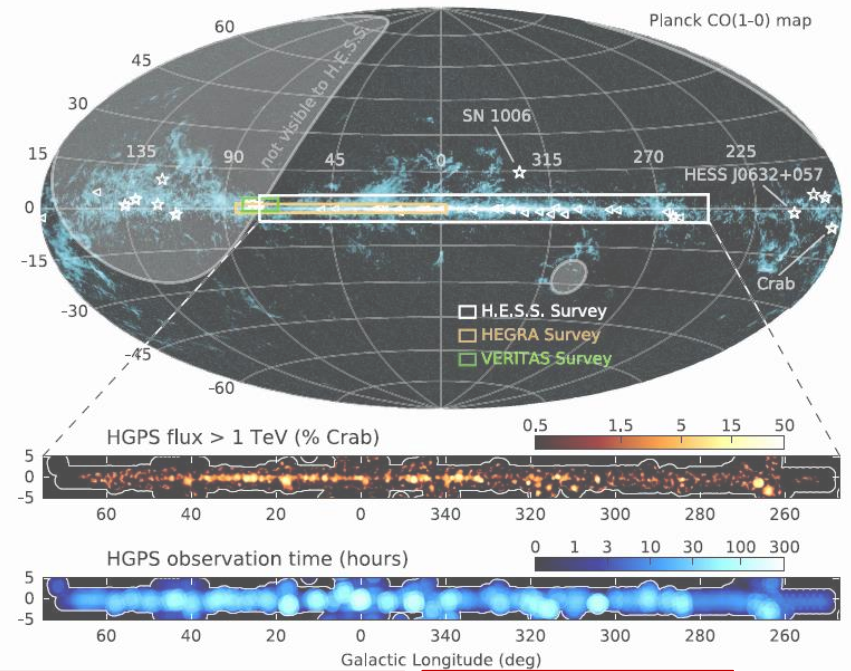 Planck CO(1-0) map
60
45
30
15
0
-15
-30
-45
-60
not visible to H.E.S.S.
135
90
45
0
315
270
225
SN 1006
HESS J0632+057
Crab
H.E.S.S. Survey
HEGRA Survey
VERITAS Survey
HGPS flux > 1 TeV (% Crab)
0.5 1.5 5 15 50
5
0
-5
60 40 20 0 340 320 300 280 260
HGPS observation time (hours)
0 1 3 10 30 100 300
5
0
-5
60 40 20 0 340 320 300 280 260
Galactic Longitude (deg)